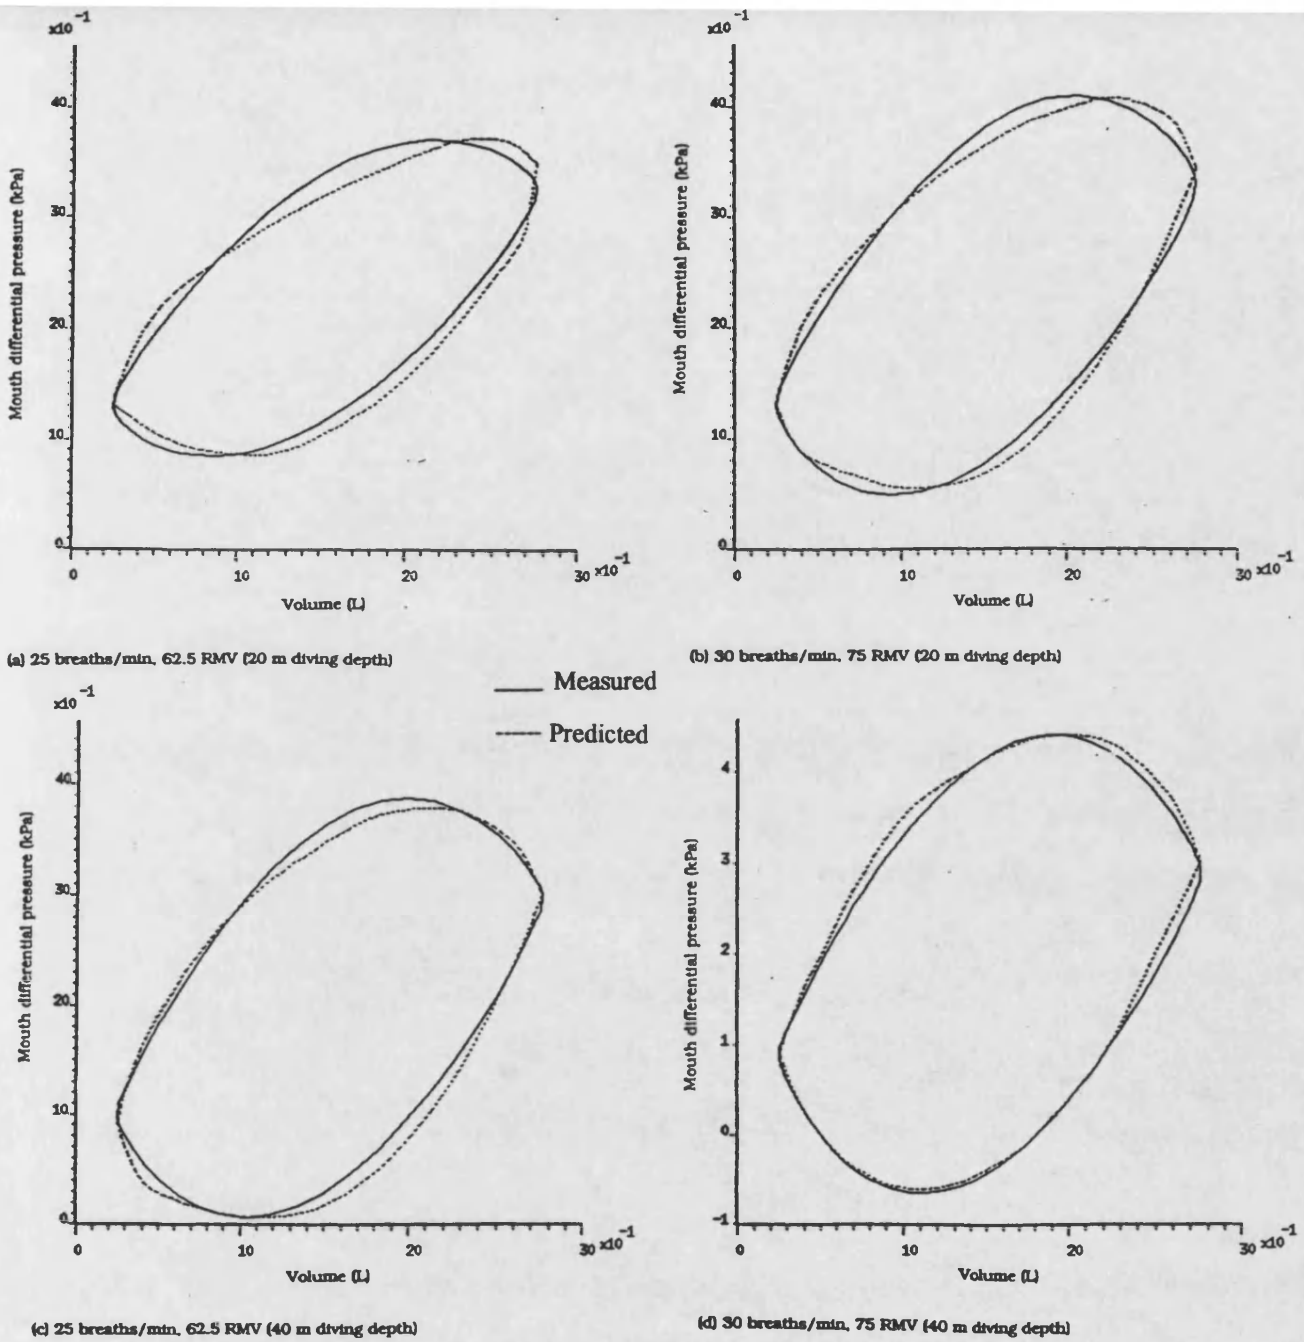 x10⁻¹
40.
30.
20.
10.
0.
Mouth differential pressure (kPa)
0 10 20 30 x10⁻¹
Volume (L)
(a) 25 breaths/min, 62.5 RMV (20 m diving depth)
x10⁻¹
40.
30.
20.
10.
0.
Mouth differential pressure (kPa)
0 10 20 30 x10⁻¹
Volume (L)
(b) 30 breaths/min, 75 RMV (20 m diving depth)
Measured
Predicted
x10⁻¹
40.
30.
20.
10.
0.
Mouth differential pressure (kPa)
0 10 20 30 x10⁻¹
Volume (L)
(c) 25 breaths/min, 62.5 RMV (40 m diving depth)
4
3
2
1
0
−1
Mouth differential pressure (kPa)
0 10 20 30 x10⁻¹
Volume (L)
(d) 30 breaths/min, 75 RMV (40 m diving depth)